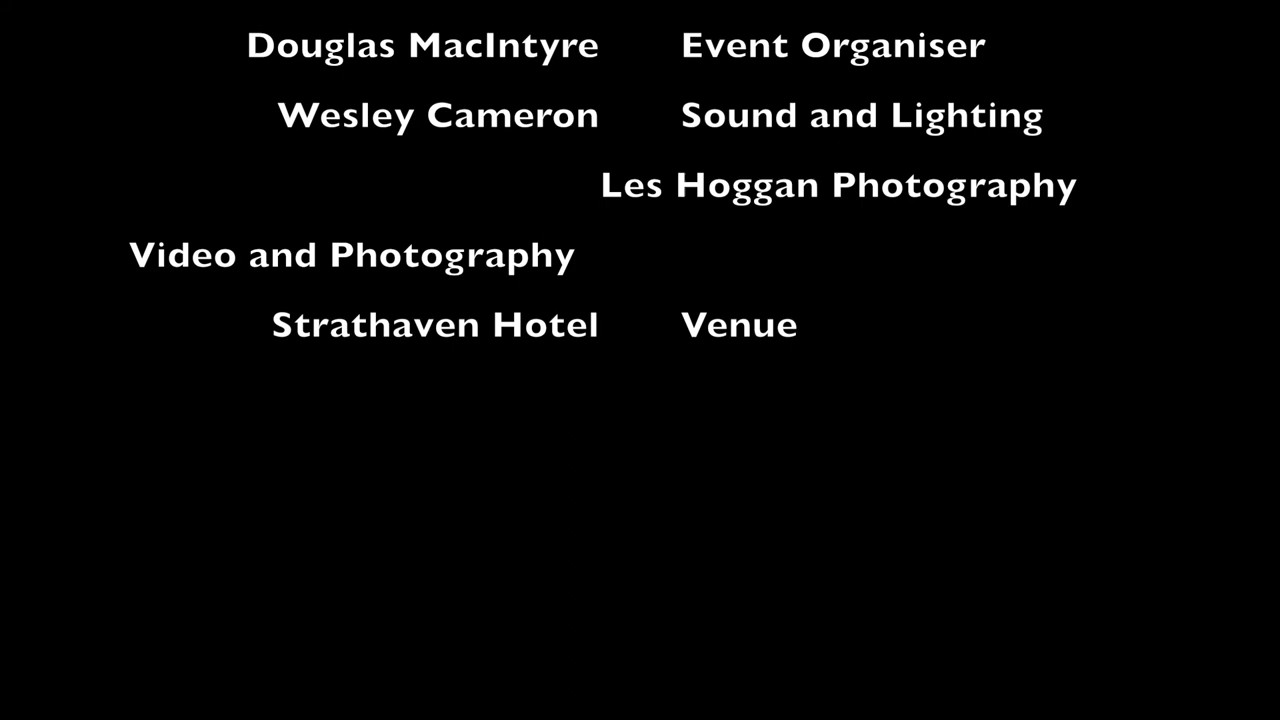 Douglas MacIntyre Event Organiser
Wesley Cameron Sound and Lighting
Les Hoggan Photography
Video and Photography
Strathaven Hotel Venue